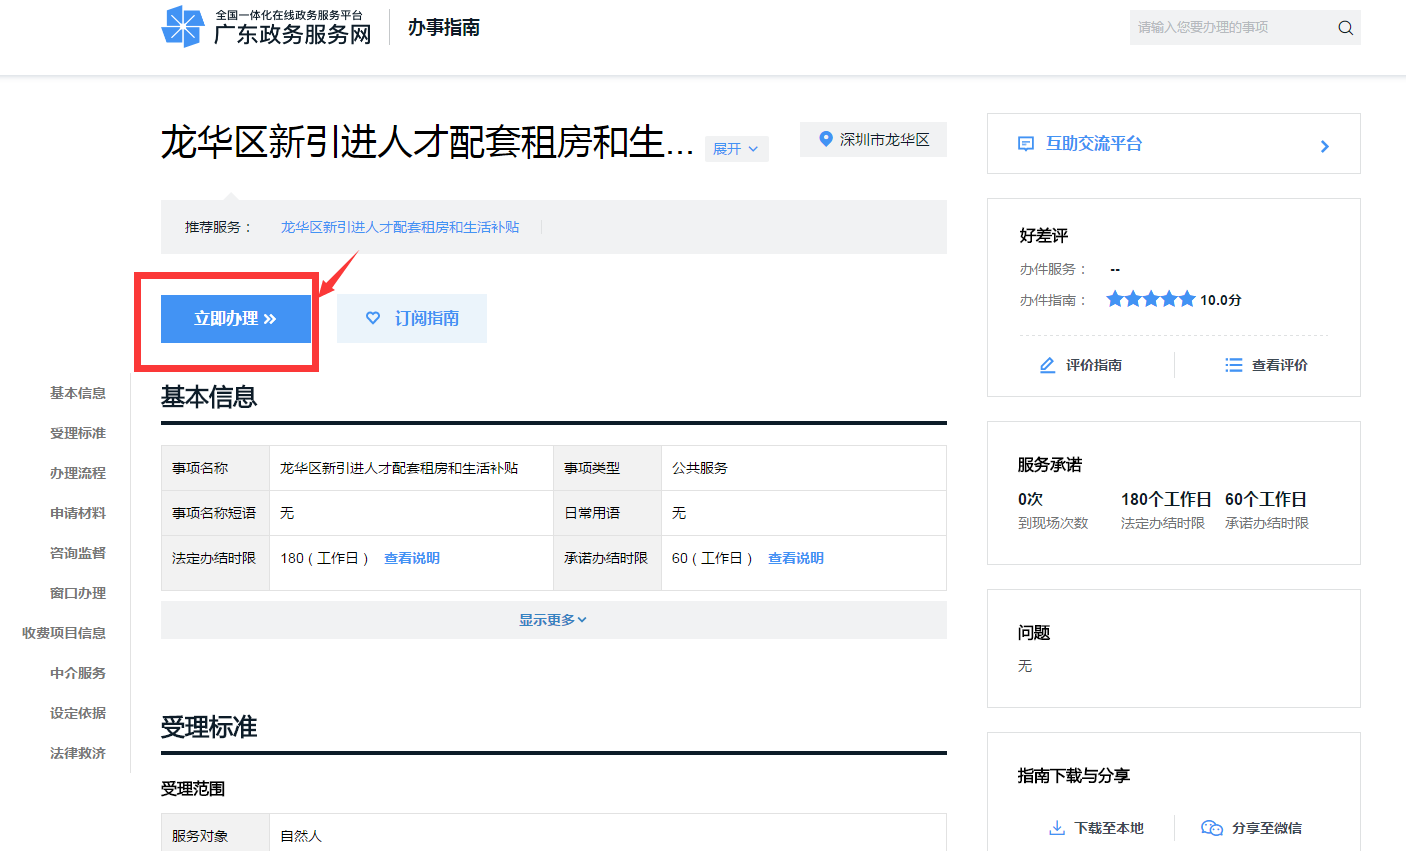 全国一体化在线政务服务平台
广东政务服务网
办事指南
请输入您要办理的事项
龙华区新引进人才配套租房和生...
展开
深圳市龙华区
推荐服务：
龙华区新引进人才配套租房和生活补贴
立即办理
订阅指南
基本信息
受理标准
办理流程
申请材料
咨询监督
窗口办理
收费项目信息
中介服务
设定依据
法律救济
基本信息
事项名称 龙华区新引进人才配套租房和生活补贴 事项类型 公共服务
事项名称短语 无 日常用语 无
法定办结时限 180（工作日） 查看说明 承诺办结时限 60（工作日） 查看说明
显示更多
受理标准
受理范围
服务对象 自然人
互助交流平台
好差评
办件服务： --
办件指南： 10.0分
评价指南 查看评价
服务承诺
0次 180个工作日 60个工作日
到现场次数 法定办结时限 承诺办结时限
问题
无
指南下载与分享
下载至本地 分享至微信